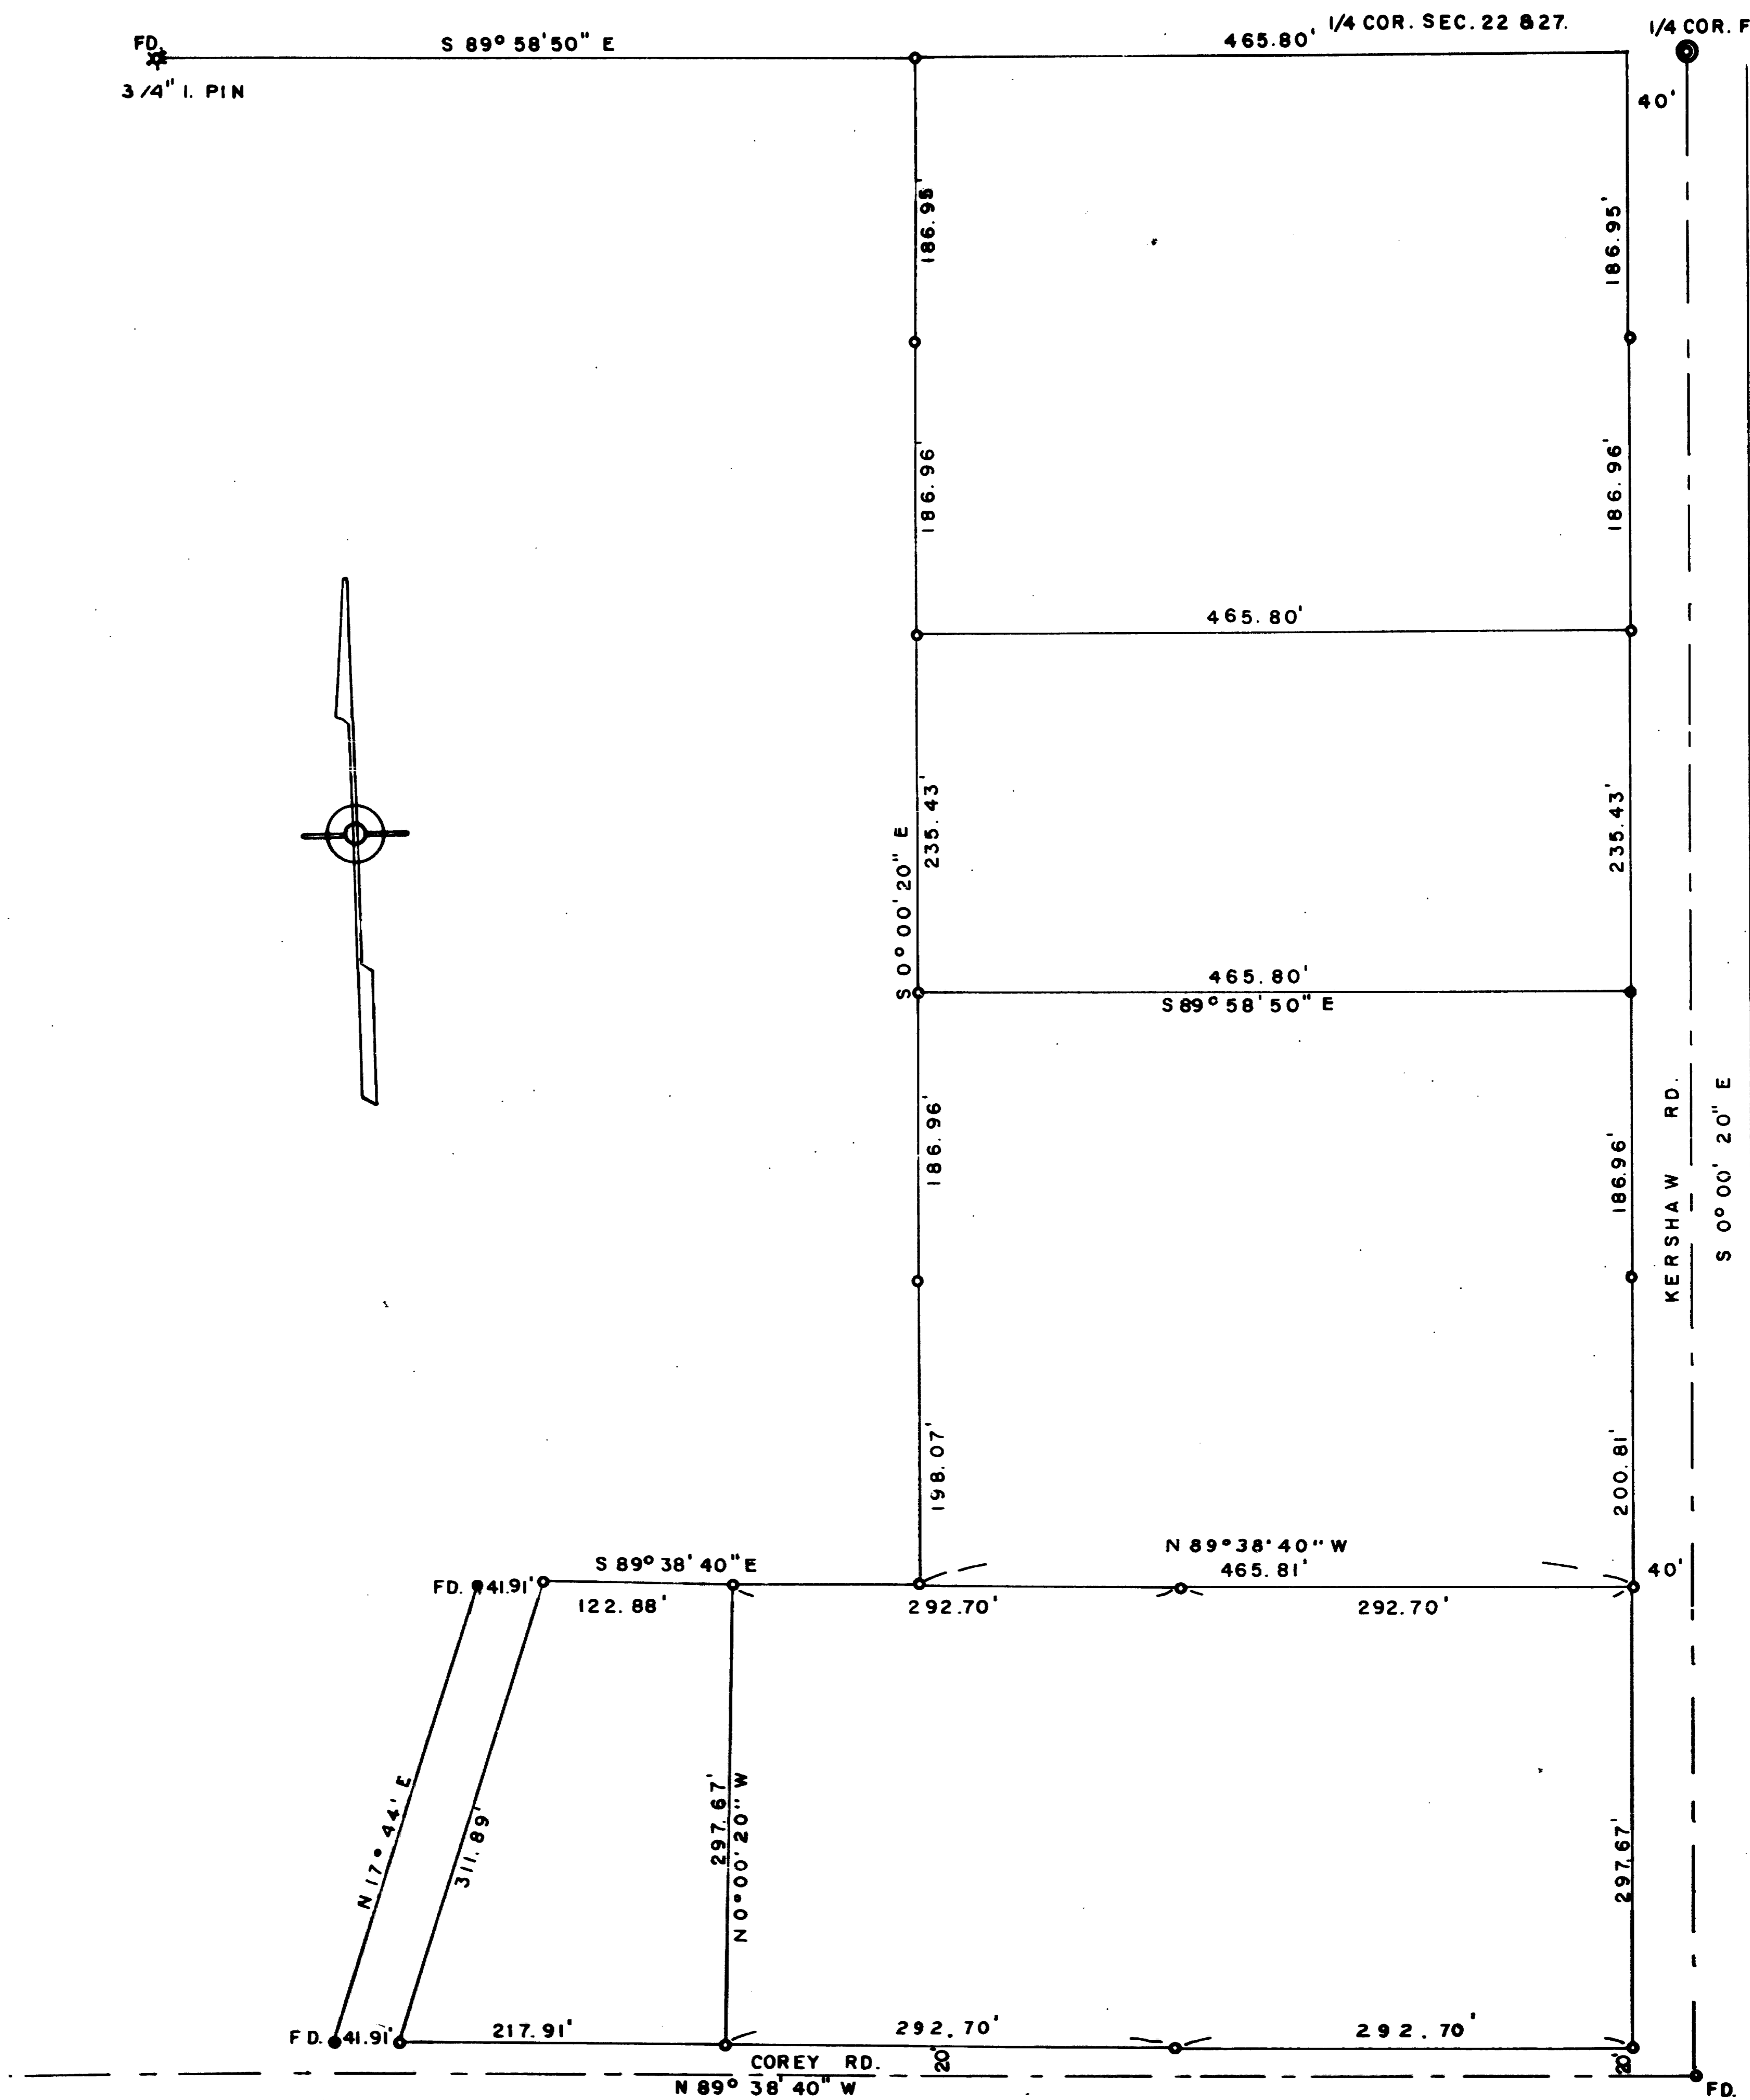 1/4 COR. SEC. 22 & 27.
1/4 COR. F
FD.
S 89° 58' 50" E
465.80'
3/4" I. PIN
40'
186.95'
186.95'
186.96'
186.96'
465.80'
235.43'
235.43'
S 0° 00' 20" E
465.80'
S 89° 58' 50" E
186.96'
186.96'
KERSHAW RD.
S 0° 00' 20" E
198.07'
200.81'
N 89° 38' 40" W
465.81'
40'
S 89° 38' 40" E
FD.
41.91'
122.88'
292.70'
292.70'
N 17° 44' E
311.89'
297.67'
N 0° 00' 20" W
297.67'
FD.
41.91'
217.91'
292.70'
292.70'
COREY RD.
20'
20'
N 89° 38' 40" W
FD.